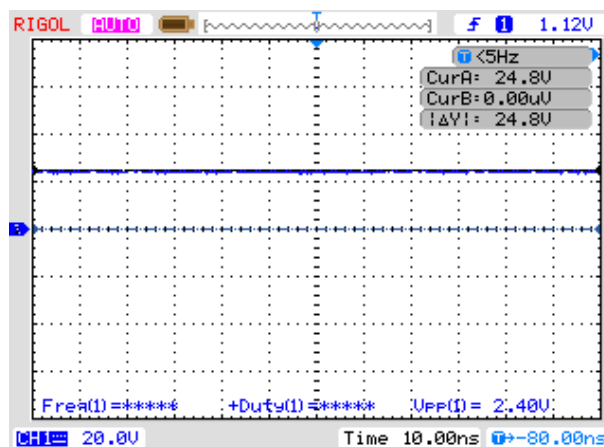 RIGOL AUTO 1 1.12V
T <5Hz
CurA: 24.8V
CurB:0.00uV
|ΔY|: 24.8V
Freq(1)=***** +Duty(1)=***** Vpp(1)= 2.40V
CH1 20.0V Time 10.00ns T→-80.00ns